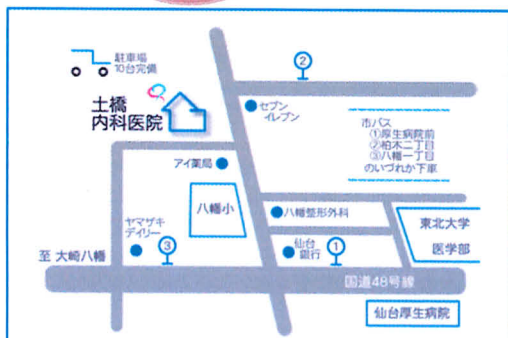 駐車場
10台完備
土橋
内科医院
②
セブン
イレブン
市バス
①厚生病院前
②柏木二丁目
③八幡一丁目
のいづれか下車
アイ薬局
八幡小
八幡整形外科
東北大学
医学部
ヤマザキ
デイリー
③
仙台
銀行
①
至 大崎八幡
国道48号線
仙台厚生病院